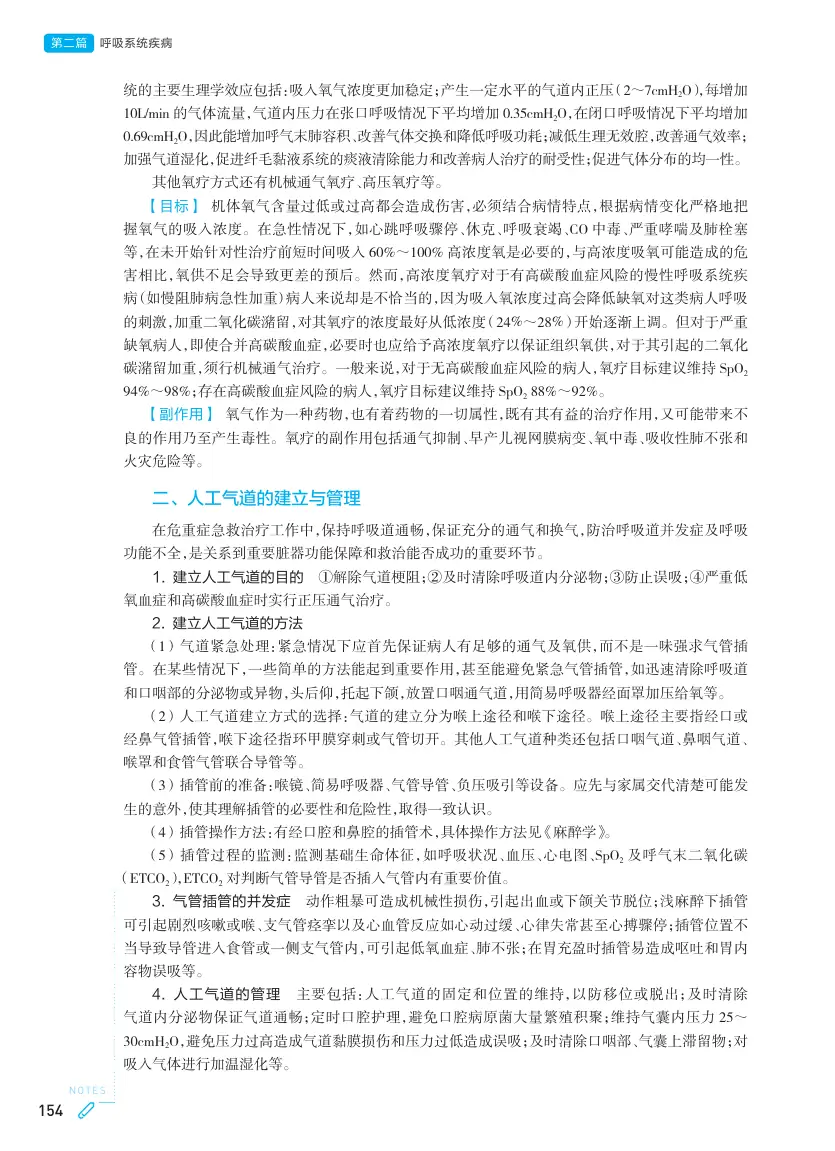 第二篇 呼吸系统疾病
统的主要生理学效应包括:吸入氧气浓度更加稳定;产生一定水平的气道内正压(2~7cmH₂O),每增加
10L/min 的气体流量,气道内压力在张口呼吸情况下平均增加 0.35cmH₂O,在闭口呼吸情况下平均增加
0.69cmH₂O,因此能增加呼气末肺容积、改善气体交换和降低呼吸功耗;减低生理无效腔,改善通气效率;
加强气道湿化,促进纤毛黏液系统的痰液清除能力和改善病人治疗的耐受性;促进气体分布的均一性。
其他氧疗方式还有机械通气氧疗、高压氧疗等。
【目标】 机体氧气含量过低或过高都会造成伤害,必须结合病情特点,根据病情变化严格地把
握氧气的吸入浓度。在急性情况下,如心跳呼吸骤停、休克、呼吸衰竭、CO 中毒、严重哮喘及肺栓塞
等,在未开始针对性治疗前短时间吸入 60%~100% 高浓度氧是必要的,与高浓度吸氧可能造成的危
害相比,氧供不足会导致更差的预后。然而,高浓度氧疗对于有高碳酸血症风险的慢性呼吸系统疾
病(如慢阻肺病急性加重)病人来说却是不恰当的,因为吸入氧浓度过高会降低缺氧对这类病人呼吸
的刺激,加重二氧化碳潴留,对其氧疗的浓度最好从低浓度(24%~28%)开始逐渐上调。但对于严重
缺氧病人,即使合并高碳酸血症,必要时也应给予高浓度氧疗以保证组织氧供,对于其引起的二氧化
碳潴留加重,须行机械通气治疗。一般来说,对于无高碳酸血症风险的病人,氧疗目标建议维持 SpO₂
94%~98%;存在高碳酸血症风险的病人,氧疗目标建议维持 SpO₂ 88%~92%。
【副作用】 氧气作为一种药物,也有着药物的一切属性,既有其有益的治疗作用,又可能带来不
良的作用乃至产生毒性。氧疗的副作用包括通气抑制、早产儿视网膜病变、氧中毒、吸收性肺不张和
火灾危险等。
二、人工气道的建立与管理
在危重症急救治疗工作中,保持呼吸道通畅,保证充分的通气和换气,防治呼吸道并发症及呼吸
功能不全,是关系到重要脏器功能保障和救治能否成功的重要环节。
1. 建立人工气道的目的 ①解除气道梗阻;②及时清除呼吸道内分泌物;③防止误吸;④严重低
氧血症和高碳酸血症时实行正压通气治疗。
2. 建立人工气道的方法
(1)气道紧急处理:紧急情况下应首先保证病人有足够的通气及氧供,而不是一味强求气管插
管。在某些情况下,一些简单的方法能起到重要作用,甚至能避免紧急气管插管,如迅速清除呼吸道
和口咽部的分泌物或异物,头后仰,托起下颌,放置口咽通气道,用简易呼吸器经面罩加压给氧等。
(2)人工气道建立方式的选择:气道的建立分为喉上途径和喉下途径。喉上途径主要指经口或
经鼻气管插管,喉下途径指环甲膜穿刺或气管切开。其他人工气道种类还包括口咽气道、鼻咽气道、
喉罩和食管气管联合导管等。
(3)插管前的准备:喉镜、简易呼吸器、气管导管、负压吸引等设备。应先与家属交代清楚可能发
生的意外,使其理解插管的必要性和危险性,取得一致认识。
(4)插管操作方法:有经口腔和鼻腔的插管术,具体操作方法见《麻醉学》。
(5)插管过程的监测:监测基础生命体征,如呼吸状况、血压、心电图、SpO₂ 及呼气末二氧化碳
(ETCO₂),ETCO₂ 对判断气管导管是否插入气管内有重要价值。
3. 气管插管的并发症 动作粗暴可造成机械性损伤,引起出血或下颌关节脱位;浅麻醉下插管
可引起剧烈咳嗽或喉、支气管痉挛以及心血管反应如心动过缓、心律失常甚至心搏骤停;插管位置不
当导致导管进入食管或一侧支气管内,可引起低氧血症、肺不张;在胃充盈时插管易造成呕吐和胃内
容物误吸等。
4. 人工气道的管理 主要包括:人工气道的固定和位置的维持,以防移位或脱出;及时清除
气道内分泌物保证气道通畅;定时口腔护理,避免口腔病原菌大量繁殖积聚;维持气囊内压力 25~
30cmH₂O,避免压力过高造成气道黏膜损伤和压力过低造成误吸;及时清除口咽部、气囊上滞留物;对
吸入气体进行加温湿化等。
NOTES
154